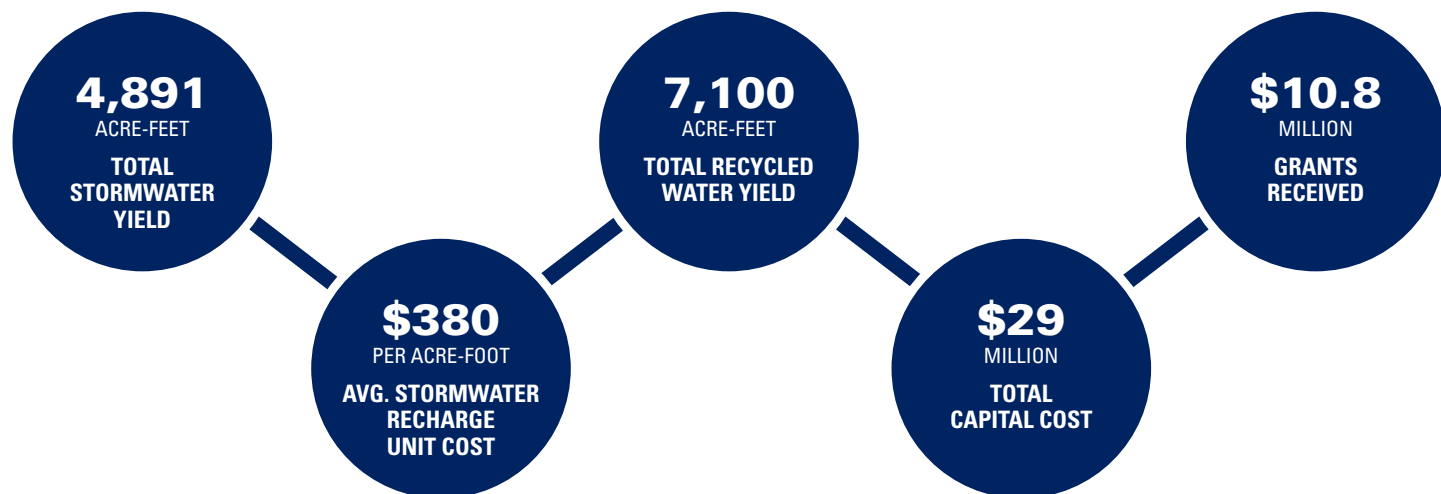 4,891
ACRE-FEET
TOTAL
STORMWATER
YIELD
$380
PER ACRE-FOOT
AVG. STORMWATER
RECHARGE
UNIT COST
7,100
ACRE-FEET
TOTAL RECYCLED
WATER YIELD
$29
MILLION
TOTAL
CAPITAL COST
$10.8
MILLION
GRANTS
RECEIVED